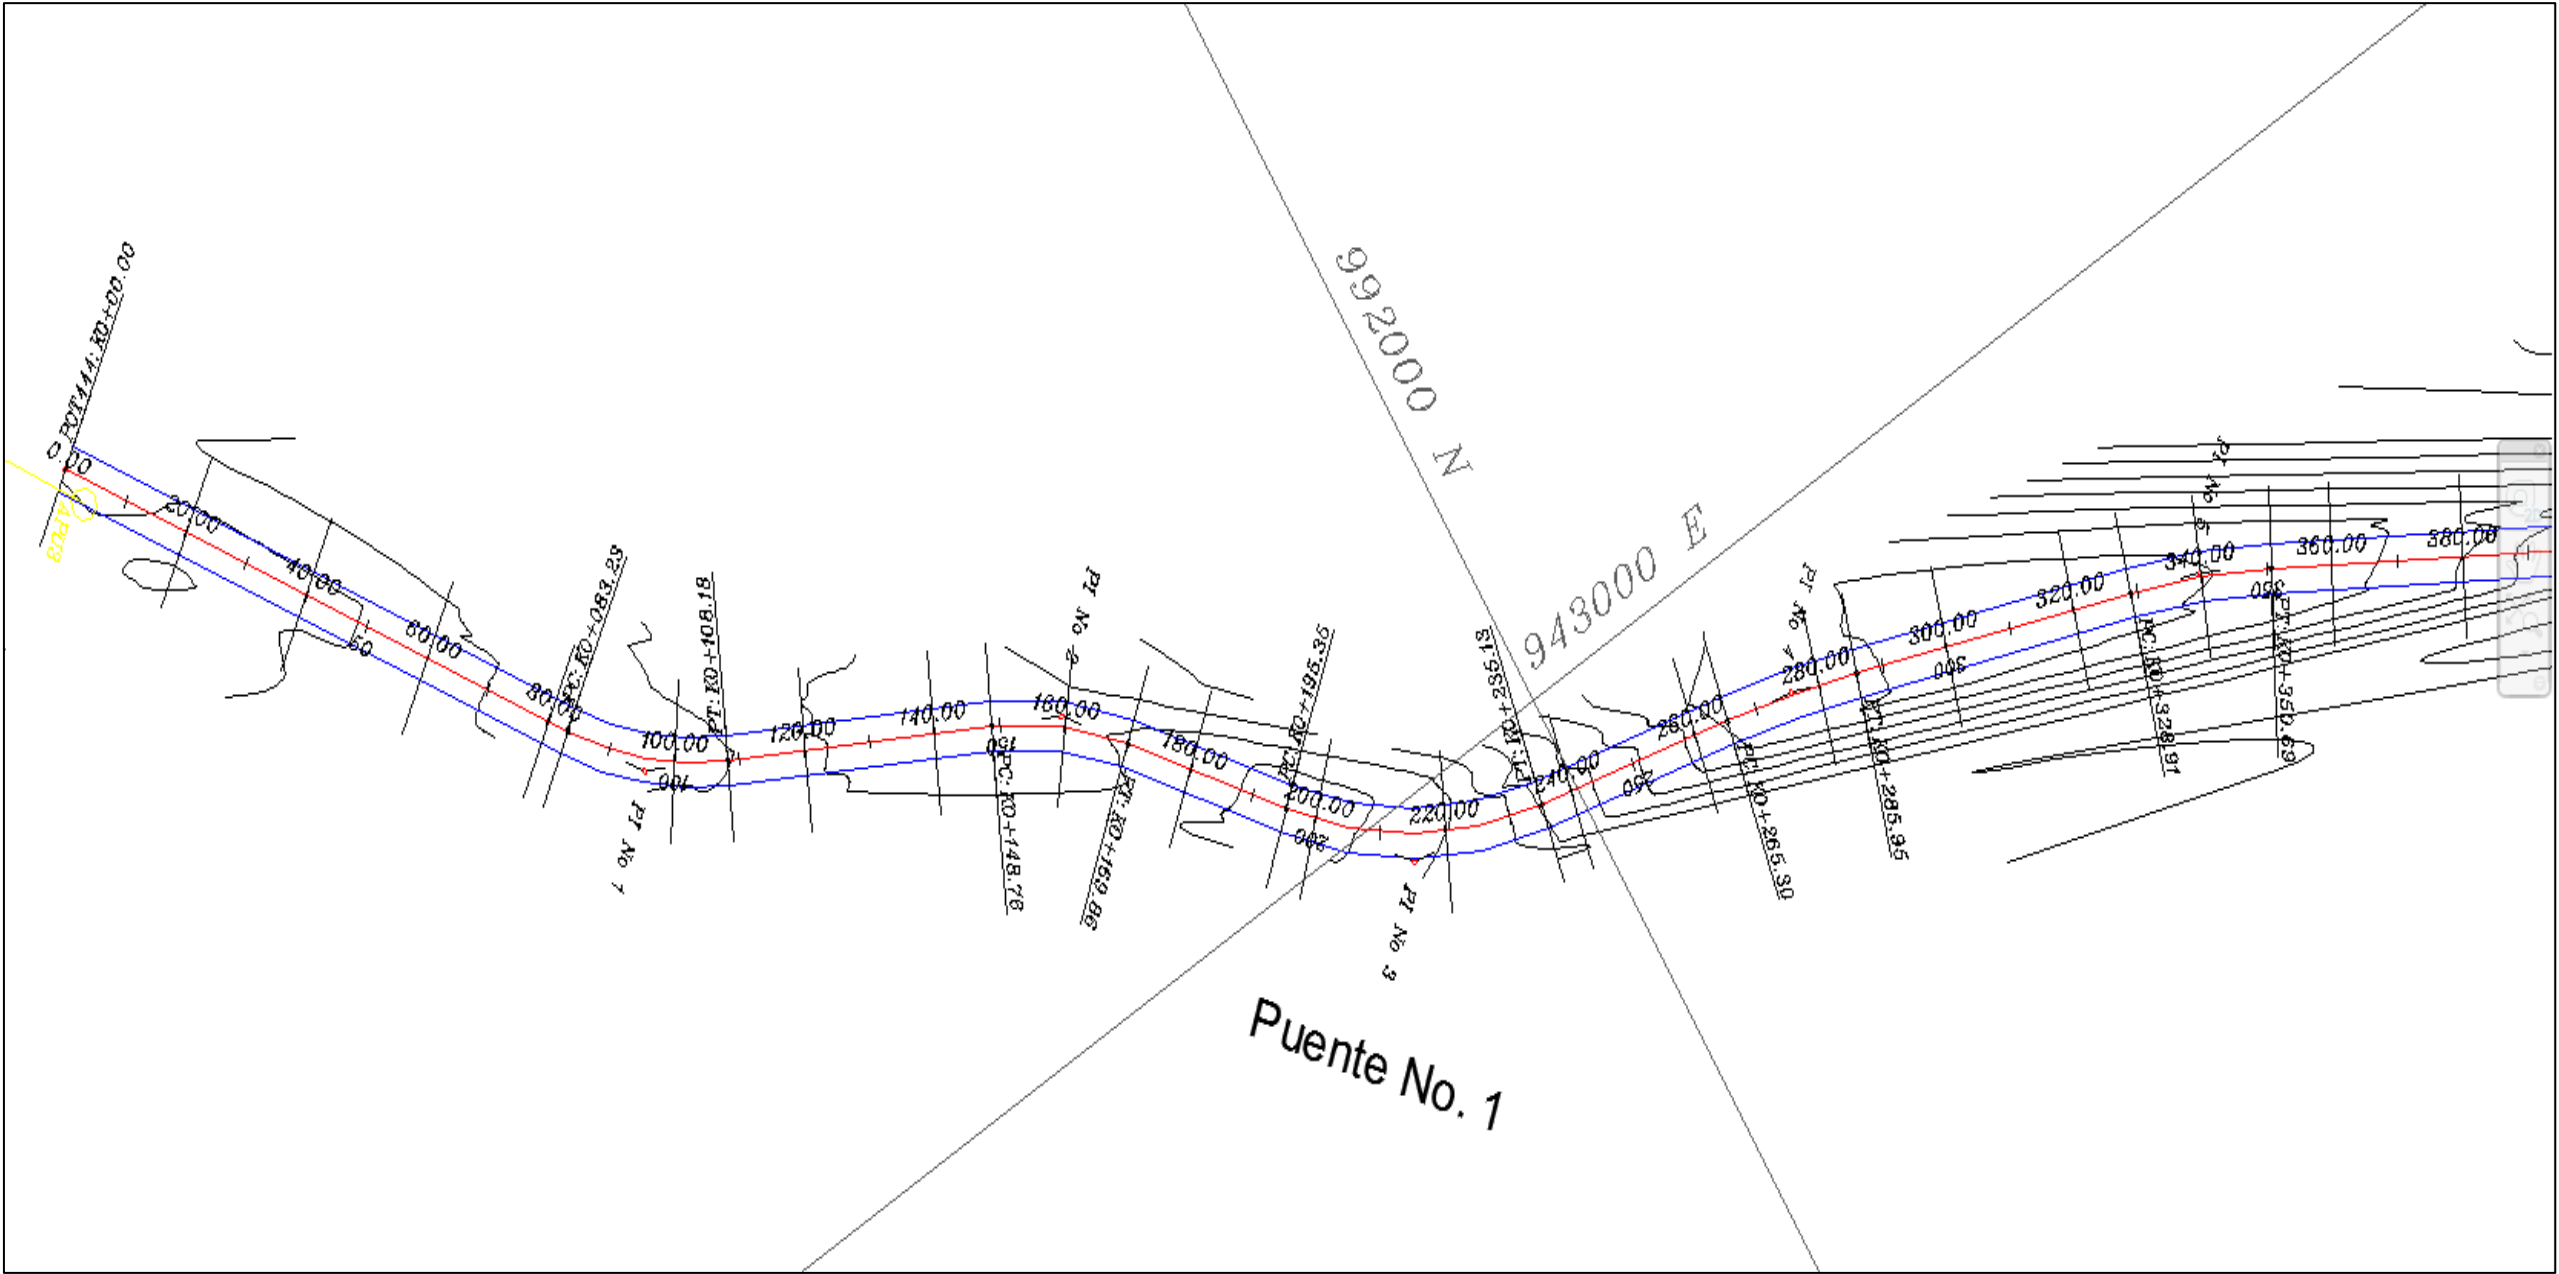 POT444: K0+00.00
0.00
20.00
40.00
50
60.00
80.00
PC: K0+083.23
PI No 1
100.00
100
PT: K0+108.18
120.00
140.00
150
PC: K0+148.76
160.00
PI No 2
PT: K0+169.86
180.00
PC: K0+195.35
200.00
200
PI No 3
220.00
PT: K0+236.13
240.00
250
260.00
PC: K0+265.30
PI No 4
280.00
PT: K0+285.95
300.00
300
320.00
PC: K0+328.91
PI No 5
340.00
350
PT: K0+350.69
360.00
380.00
992000 N
943000 E
Puente No. 1